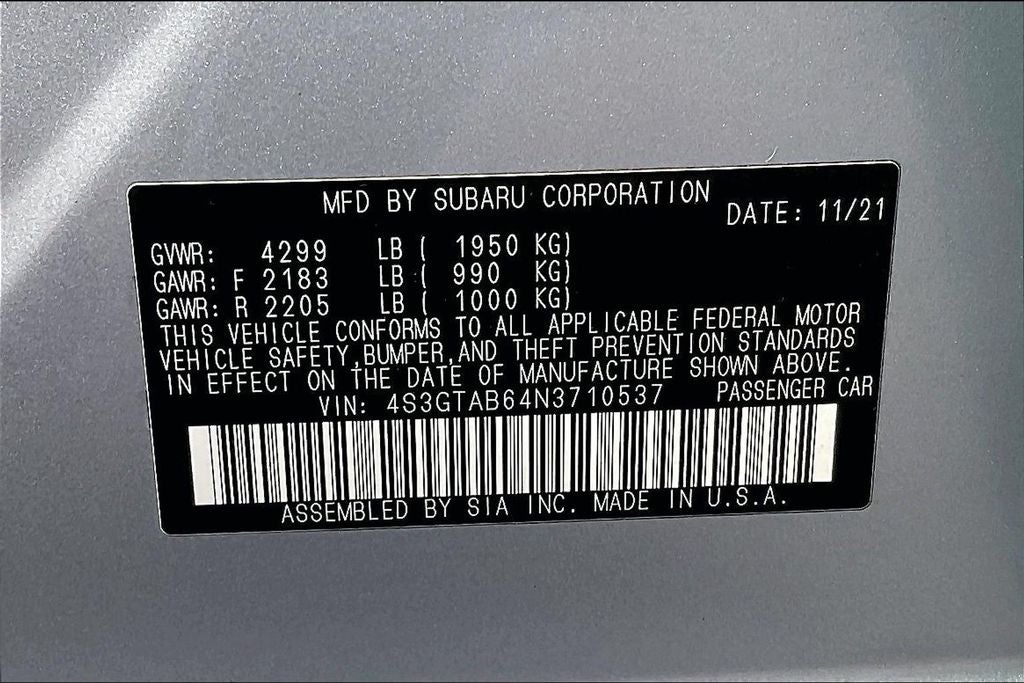 MFD BY SUBARU CORPORATION DATE: 11/21
GVWR: 4299 LB ( 1950 KG)
GAWR: F 2183 LB ( 990 KG)
GAWR: R 2205 LB ( 1000 KG)
THIS VEHICLE CONFORMS TO ALL APPLICABLE FEDERAL MOTOR
VEHICLE SAFETY,BUMPER,AND THEFT PREVENTION STANDARDS
IN EFFECT ON THE DATE OF MANUFACTURE SHOWN ABOVE.
VIN: 4S3GTAB64N3710537 PASSENGER CAR
ASSEMBLED BY SIA INC. MADE IN U.S.A.